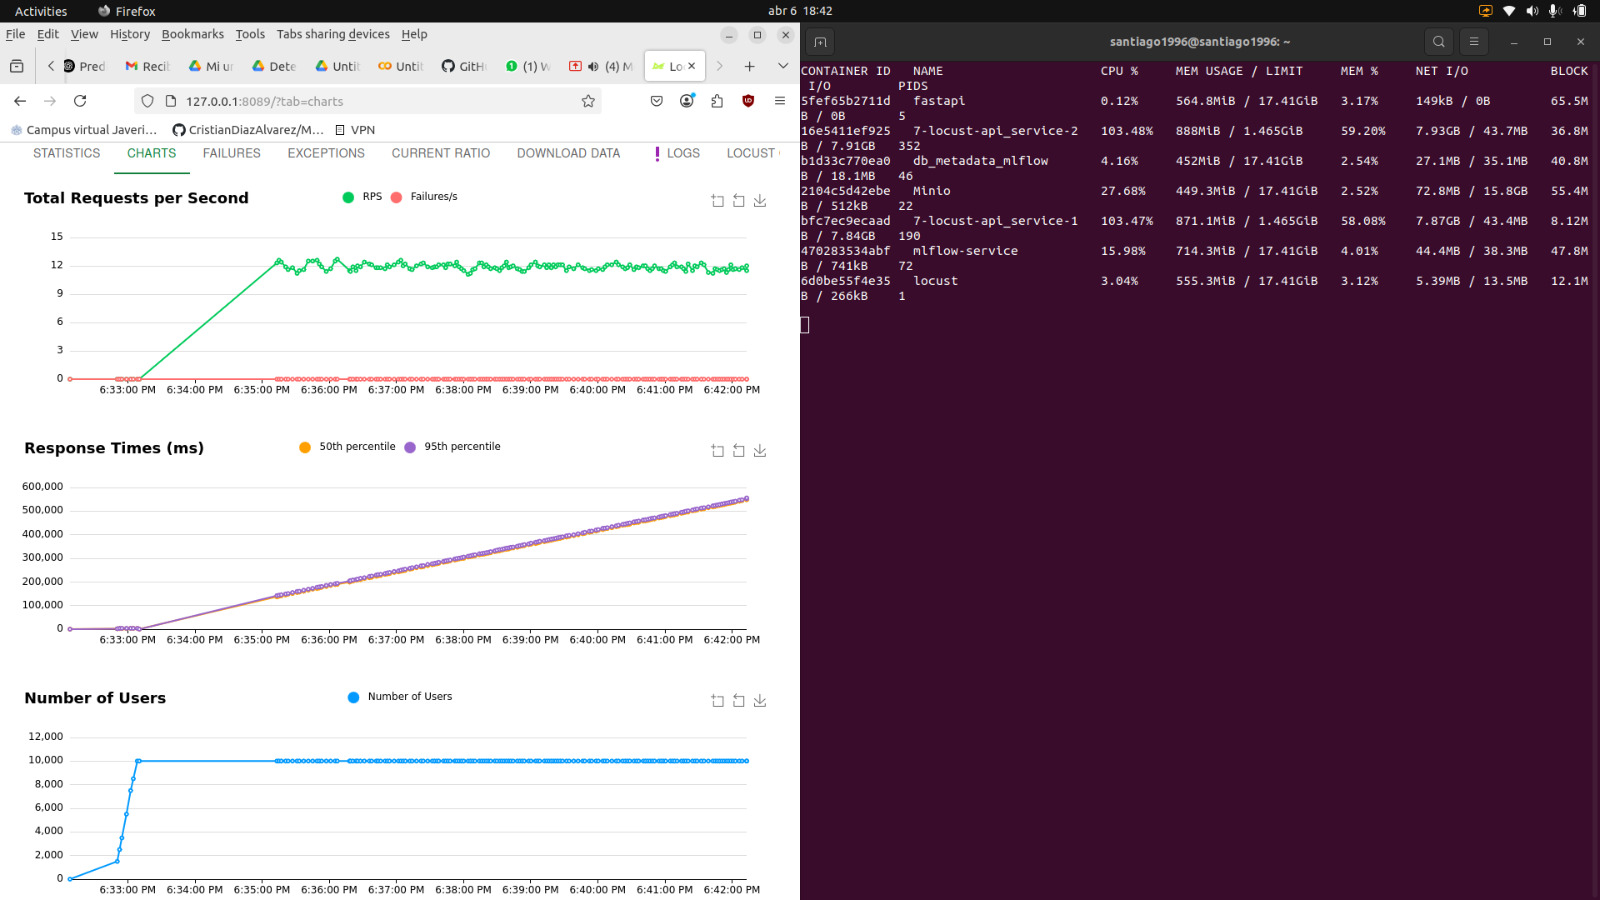 Activities Firefox abr 6 18:42
File Edit View History Bookmarks Tools Tabs sharing devices Help
Pred Recil Mi ur Dete Untit Untit GitH (1) W (4) M Lo
127.0.0.1:8089/?tab=charts
Campus virtual Javeri... CristianDiazAlvarez/M... VPN
STATISTICS CHARTS FAILURES EXCEPTIONS CURRENT RATIO DOWNLOAD DATA LOGS LOCUST
Total Requests per Second RPS Failures/s
15
12
9
6
3
0
6:33:00 PM 6:34:00 PM 6:35:00 PM 6:36:00 PM 6:37:00 PM 6:38:00 PM 6:39:00 PM 6:40:00 PM 6:41:00 PM 6:42:00 PM
Response Times (ms) 50th percentile 95th percentile
600,000
500,000
400,000
300,000
200,000
100,000
0
6:33:00 PM 6:34:00 PM 6:35:00 PM 6:36:00 PM 6:37:00 PM 6:38:00 PM 6:39:00 PM 6:40:00 PM 6:41:00 PM 6:42:00 PM
Number of Users Number of Users
12,000
10,000
8,000
6,000
4,000
2,000
0
6:33:00 PM 6:34:00 PM 6:35:00 PM 6:36:00 PM 6:37:00 PM 6:38:00 PM 6:39:00 PM 6:40:00 PM 6:41:00 PM 6:42:00 PM
santiago1996@santiago1996: ~
CONTAINER ID NAME CPU % MEM USAGE / LIMIT MEM % NET I/O BLOCK
I/O PIDS
5fef65b2711d fastapi 0.12% 564.8MiB / 17.41GiB 3.17% 149kB / 0B 65.5M
B / 0B 5
16e5411ef925 7-locust-api_service-2 103.48% 888MiB / 1.465GiB 59.20% 7.93GB / 43.7MB 36.8M
B / 7.91GB 352
b1d33c770ea0 db_metadata_mlflow 4.16% 452MiB / 17.41GiB 2.54% 27.1MB / 35.1MB 40.8M
B / 18.1MB 46
2104c5d42ebe Minio 27.68% 449.3MiB / 17.41GiB 2.52% 72.8MB / 15.8GB 55.4M
B / 512kB 22
bfc7ec9ecaad 7-locust-api_service-1 103.47% 871.1MiB / 1.465GiB 58.08% 7.87GB / 43.4MB 8.12M
B / 7.84GB 190
470283534abf mlflow-service 15.98% 714.3MiB / 17.41GiB 4.01% 44.4MB / 38.3MB 47.8M
B / 741kB 72
6d0be55f4e35 locust 3.04% 555.3MiB / 17.41GiB 3.12% 5.39MB / 13.5MB 12.1M
B / 266kB 1